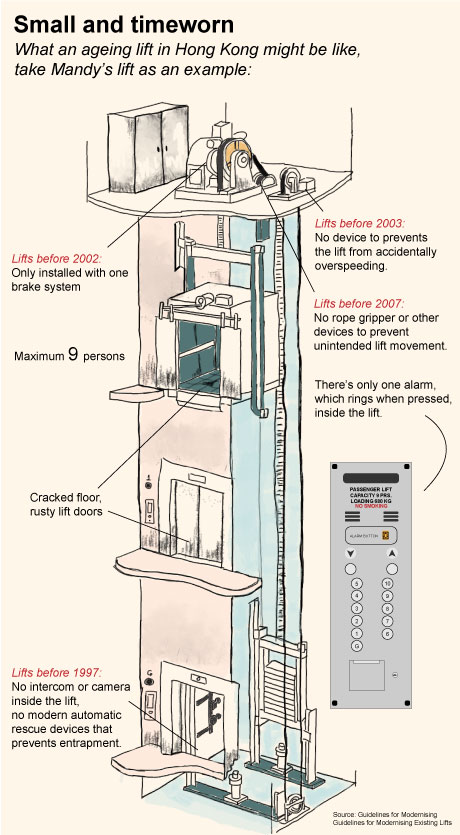 Small and timeworn
What an ageing lift in Hong Kong might be like,
take Mandy's lift as an example:
Lifts before 2003:
No device to prevents
the lift from accidentally
overspeeding.
Lifts before 2002:
Only installed with one
brake system
Lifts before 2007:
No rope gripper or other
devices to prevent
unintended lift movement.
Maximum 9 persons
There's only one alarm,
which rings when pressed,
inside the lift.
PASSENGER LIFT
CAPACITY 9 PRS.
LOADING 680 KG
NO SMOKING
ALARM BUTTON
5 10
4 9
3 8
2 7
1 6
G
Cracked floor,
rusty lift doors
Lifts before 1997:
No intercom or camera
inside the lift,
no modern automatic
rescue devices that
prevents entrapment.
Source: Guidelines for Modernising
Guidelines for Modernising Existing Lifts